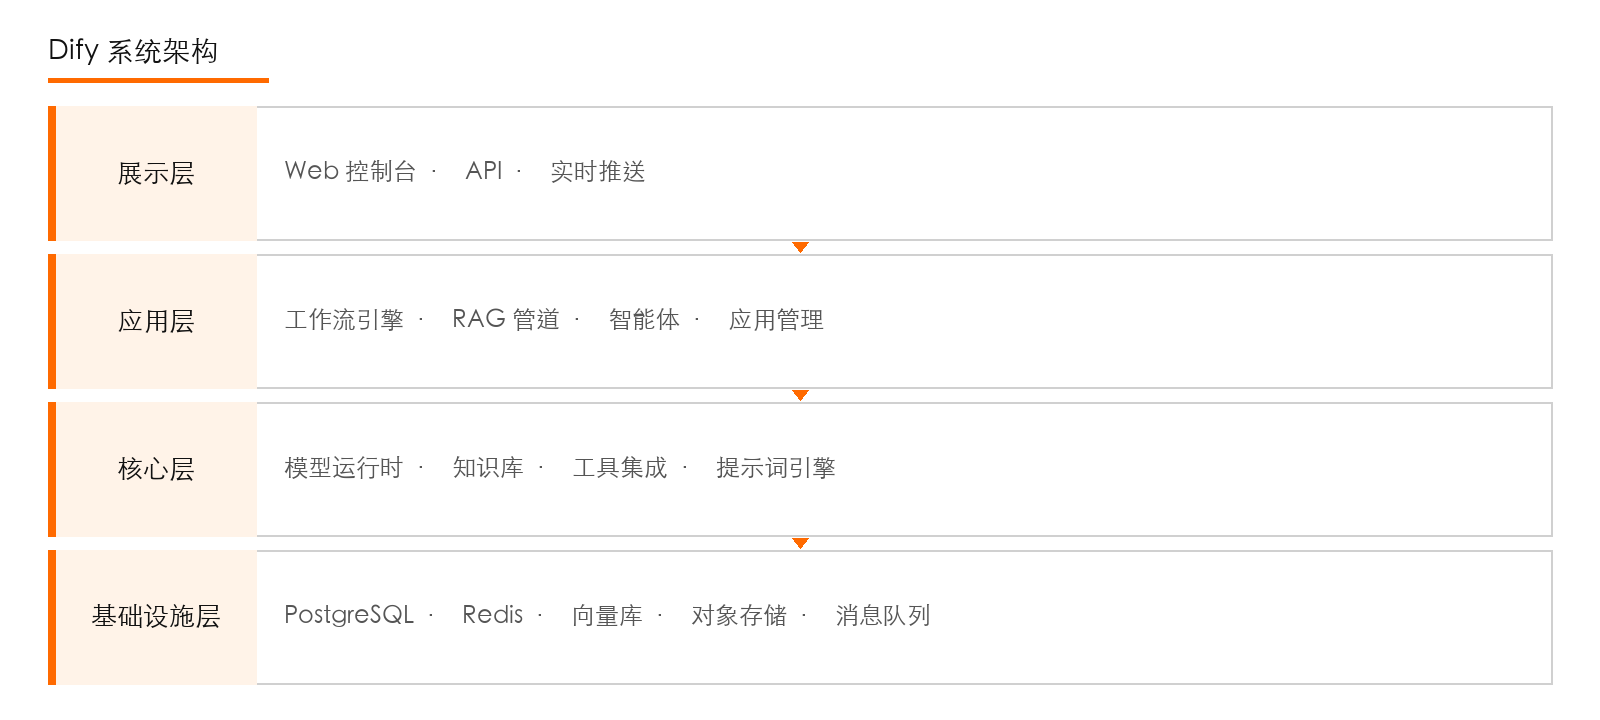 Dify 系统架构
展示层
Web 控制台 · API · 实时推送
应用层
工作流引擎 · RAG 管道 · 智能体 · 应用管理
核心层
模型运行时 · 知识库 · 工具集成 · 提示词引擎
基础设施层
PostgreSQL · Redis · 向量库 · 对象存储 · 消息队列